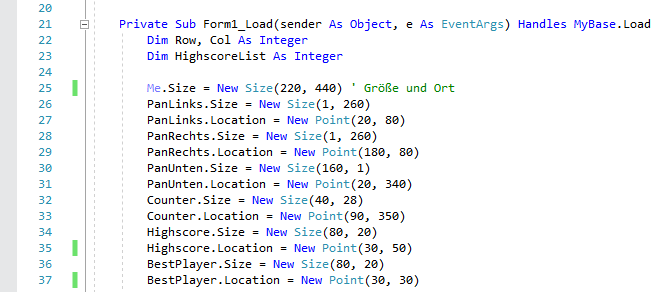 20
21 Private Sub Form1_Load(sender As Object, e As EventArgs) Handles MyBase.Load
22 Dim Row, Col As Integer
23 Dim HighscoreList As Integer
24
25 Me.Size = New Size(220, 440) ' Größe und Ort
26 PanLinks.Size = New Size(1, 260)
27 PanLinks.Location = New Point(20, 80)
28 PanRechts.Size = New Size(1, 260)
29 PanRechts.Location = New Point(180, 80)
30 PanUnten.Size = New Size(160, 1)
31 PanUnten.Location = New Point(20, 340)
32 Counter.Size = New Size(40, 28)
33 Counter.Location = New Point(90, 350)
34 Highscore.Size = New Size(80, 20)
35 Highscore.Location = New Point(30, 50)
36 BestPlayer.Size = New Size(80, 20)
37 BestPlayer.Location = New Point(30, 30)